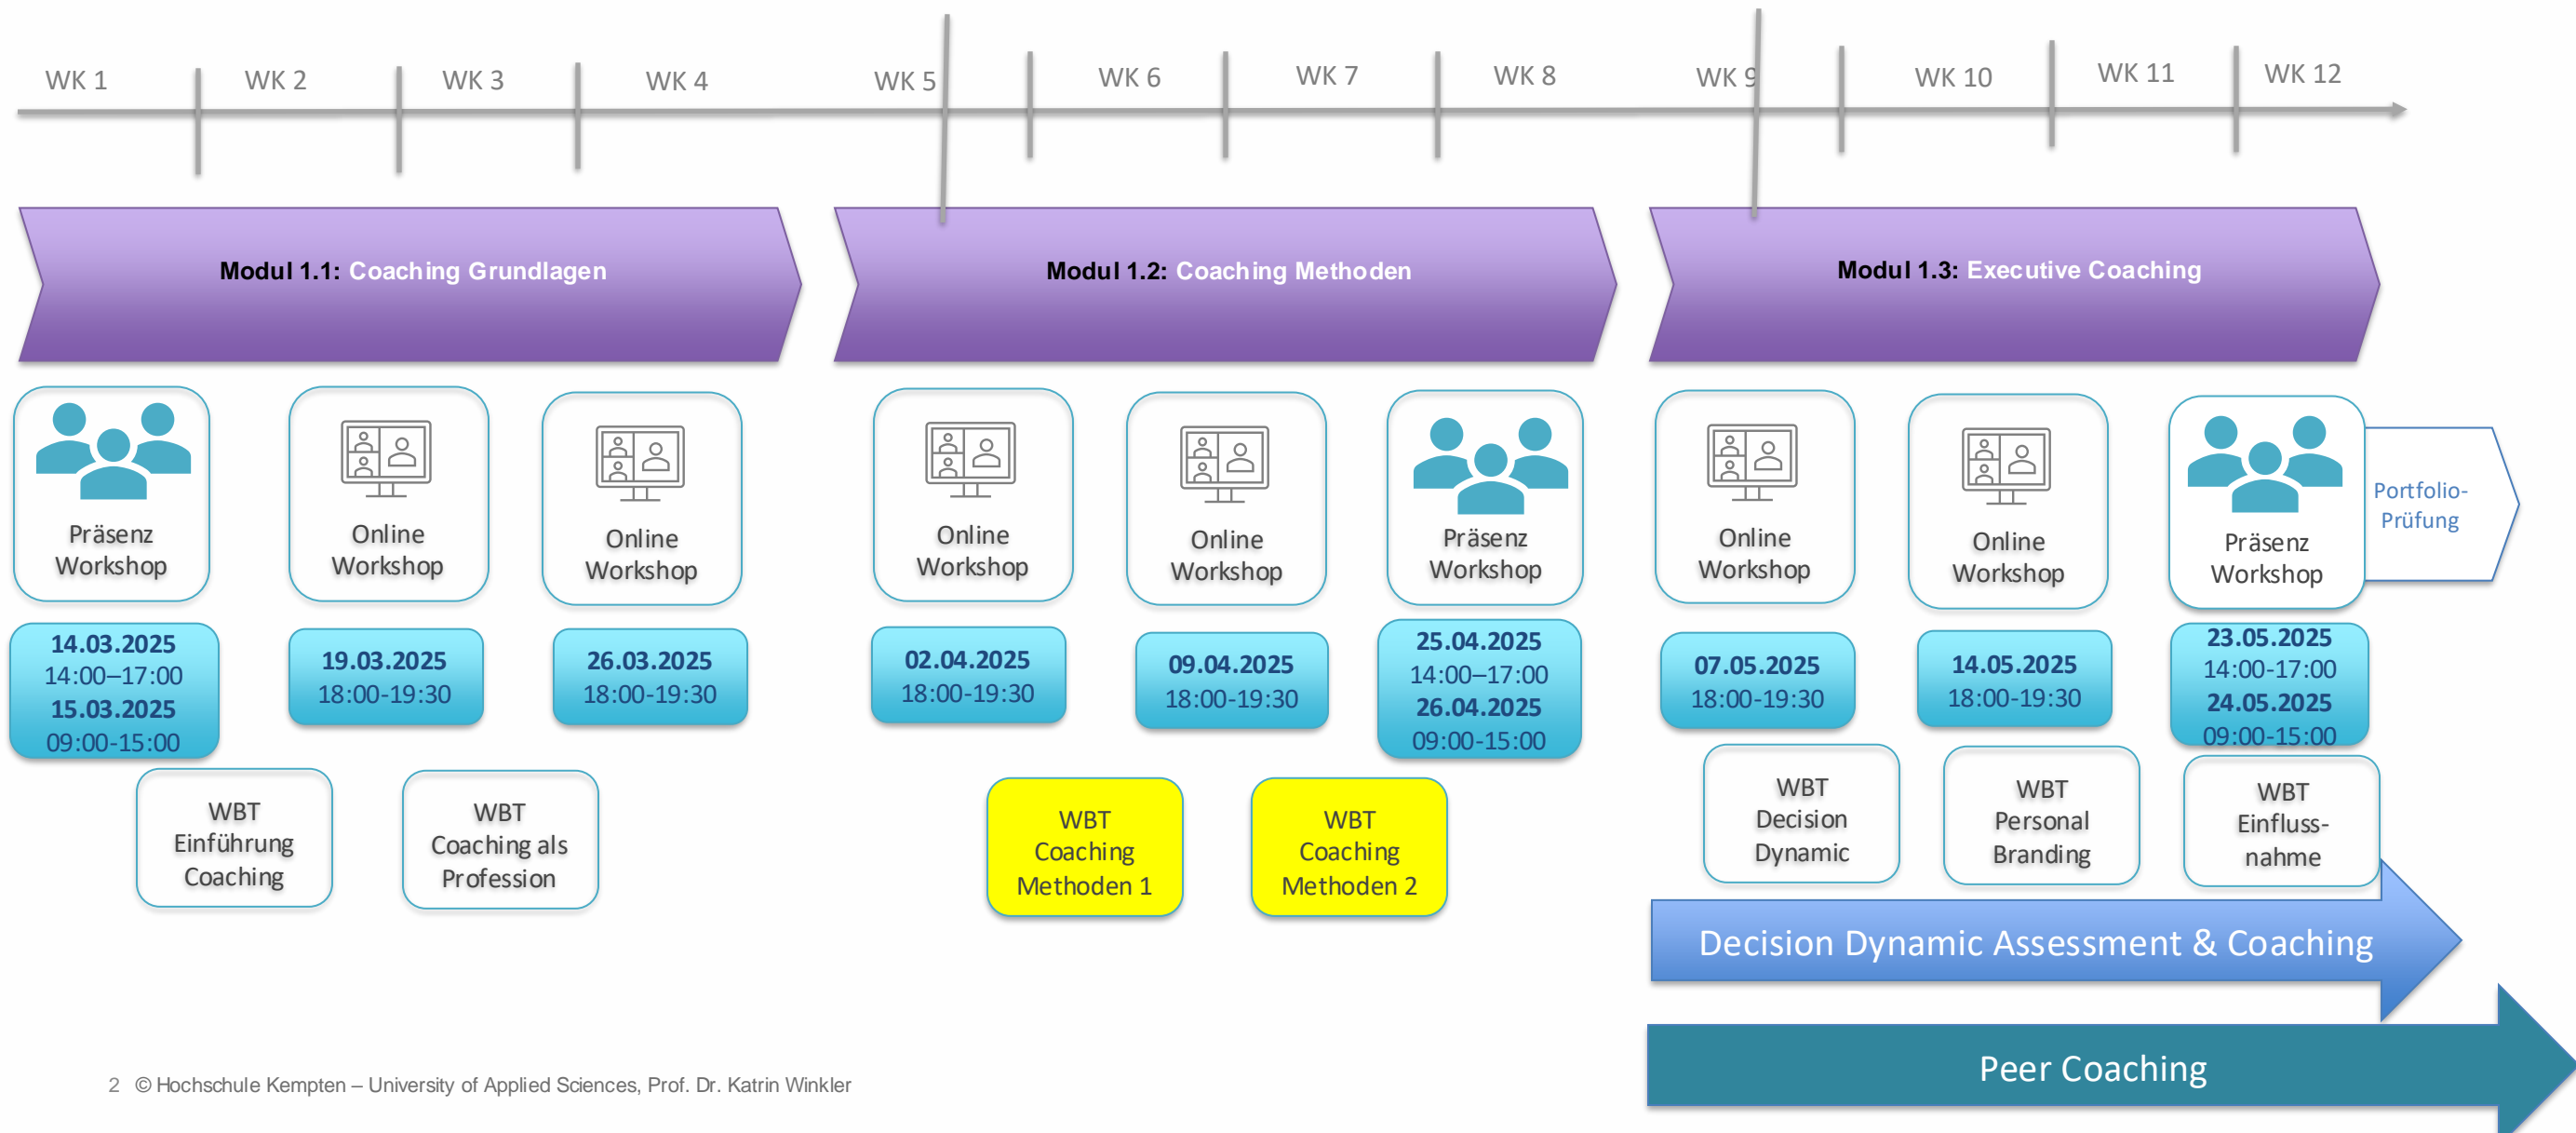 WK 1
WK 2
WK 3
WK 4
WK 5
WK 6
WK 7
WK 8
WK 9
WK 10
WK 11
WK 12
Modul 1.1: Coaching Grundlagen
Modul 1.2: Coaching Methoden
Modul 1.3: Executive Coaching
Präsenz
Workshop
Online
Workshop
Online
Workshop
Online
Workshop
Online
Workshop
Präsenz
Workshop
Online
Workshop
Online
Workshop
Präsenz
Workshop
Portfolio-
Prüfung
14.03.2025
14:00–17:00
15.03.2025
09:00-15:00
19.03.2025
18:00-19:30
26.03.2025
18:00-19:30
02.04.2025
18:00-19:30
09.04.2025
18:00-19:30
25.04.2025
14:00–17:00
26.04.2025
09:00-15:00
07.05.2025
18:00-19:30
14.05.2025
18:00-19:30
23.05.2025
14:00-17:00
24.05.2025
09:00-15:00
WBT
Einführung
Coaching
WBT
Coaching als
Profession
WBT
Coaching
Methoden 1
WBT
Coaching
Methoden 2
WBT
Decision
Dynamic
WBT
Personal
Branding
WBT
Einfluss-
nahme
Decision Dynamic Assessment & Coaching
Peer Coaching
2 © Hochschule Kempten – University of Applied Sciences, Prof. Dr. Katrin Winkler